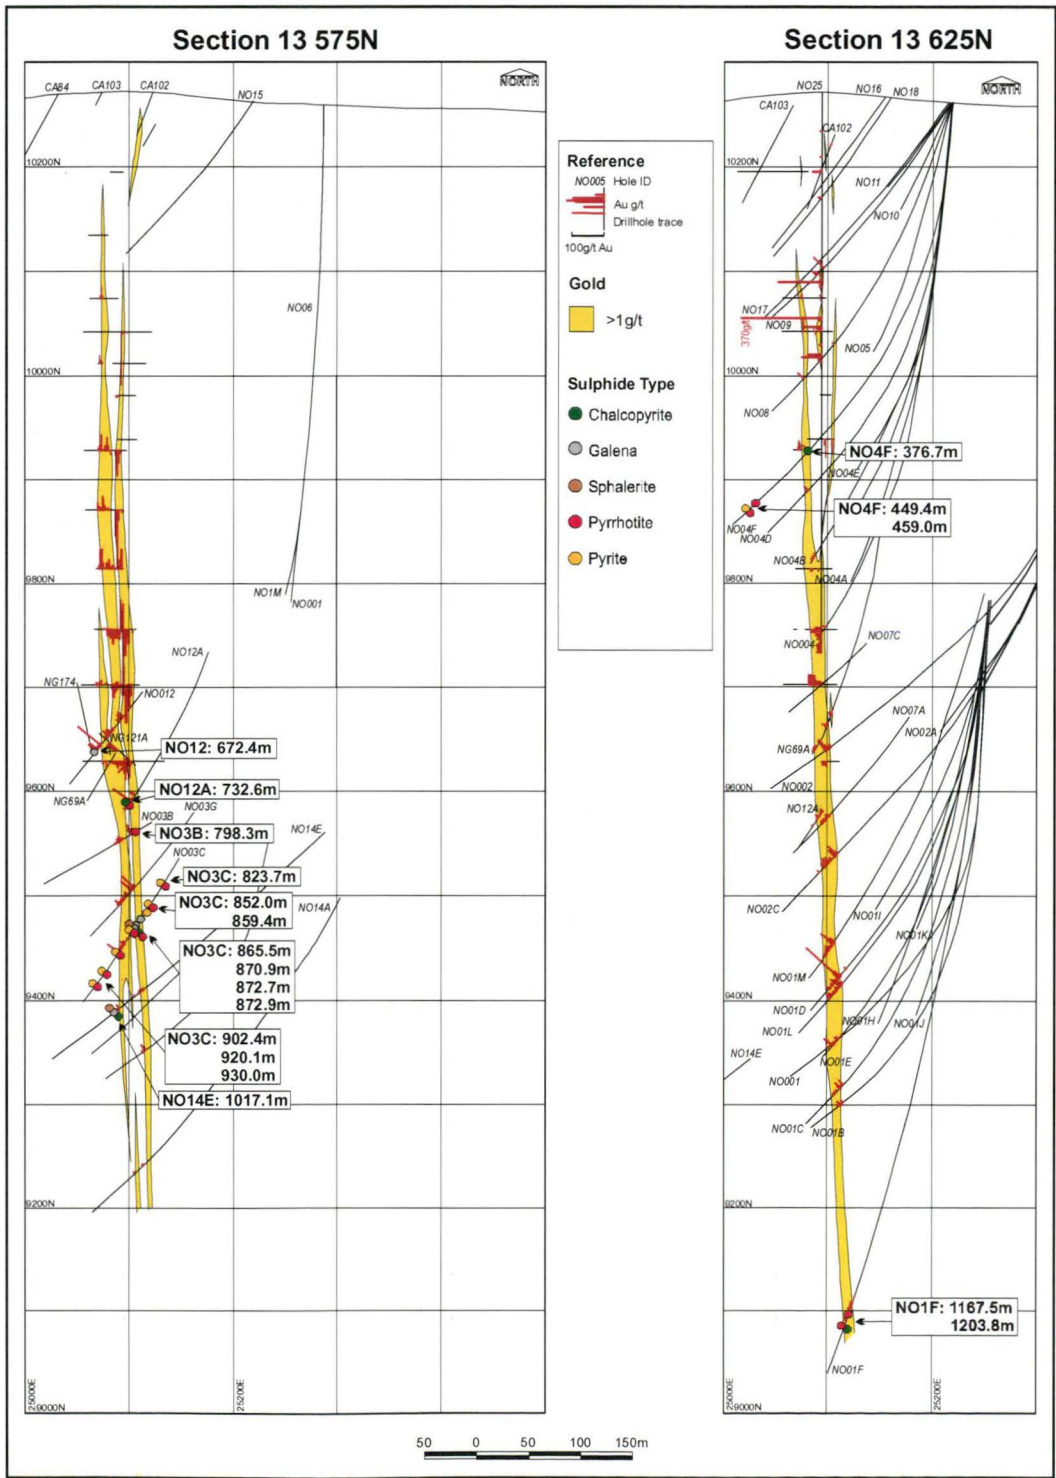 Section 13 575N
Section 13 625N
CA84
CA103
CA102
NO15
NORTH
10200N
NO06
10000N
9800N
NO1M
NO001
NO12A
NG174
NO012
NG121A
NO12: 672.4m
9600N
NO12A: 732.6m
NG69A
NO03G
NO03B
NO14E
NO3B: 798.3m
NO03C
NO3C: 823.7m
NO14A
NO3C: 852.0m
859.4m
NO3C: 865.5m
870.9m
872.7m
872.9m
9400N
NO3C: 902.4m
920.1m
930.0m
NO14E: 1017.1m
9200N
25000E
9000N
25200E
Reference
NO005
Hole ID
Au g/t
Drillhole trace
100g/t Au
Gold
>1g/t
Sulphide Type
Chalcopyrite
Galena
Sphalerite
Pyrrhotite
Pyrite
NO25
NO16
NO18
NORTH
CA103
CA102
10200N
NO11
NO10
NO17
NO09
370g/t
NO05
10000N
NO08
NO4F: 376.7m
NO04E
NO4F: 449.4m
459.0m
NO04F
NO04D
NO04B
9800N
NO04A
NO07C
NO004
NO07A
NO02A
NG69A
9600N
NO002
NO12A
NO02C
NO01I
NO01K
NO01M
9400N
NO01D
NO01H
NO01J
NO01L
NO14E
NO01E
NO001
NO01C
NO01B
9200N
NO1F: 1167.5m
1203.8m
NO01F
25000E
9000N
25200E
50 0 50 100 150m